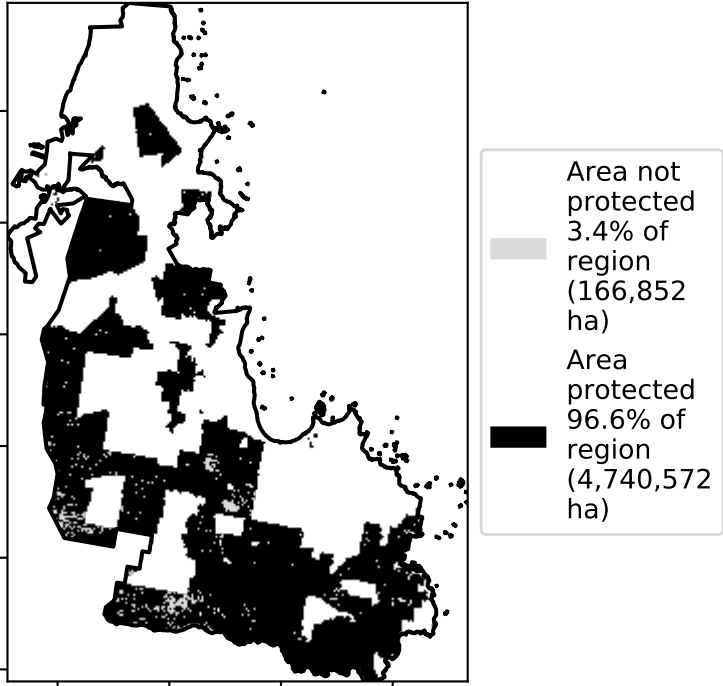 Area not
protected
3.4% of
region
(166,852
ha)
Area
protected
96.6% of
region
(4,740,572
ha)